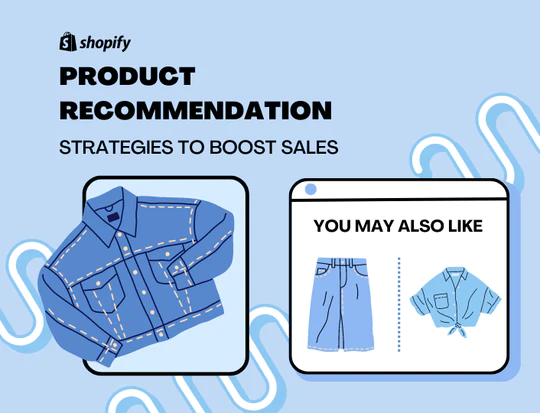 shopify
PRODUCT
RECOMMENDATION
STRATEGIES TO BOOST SALES
YOU MAY ALSO LIKE